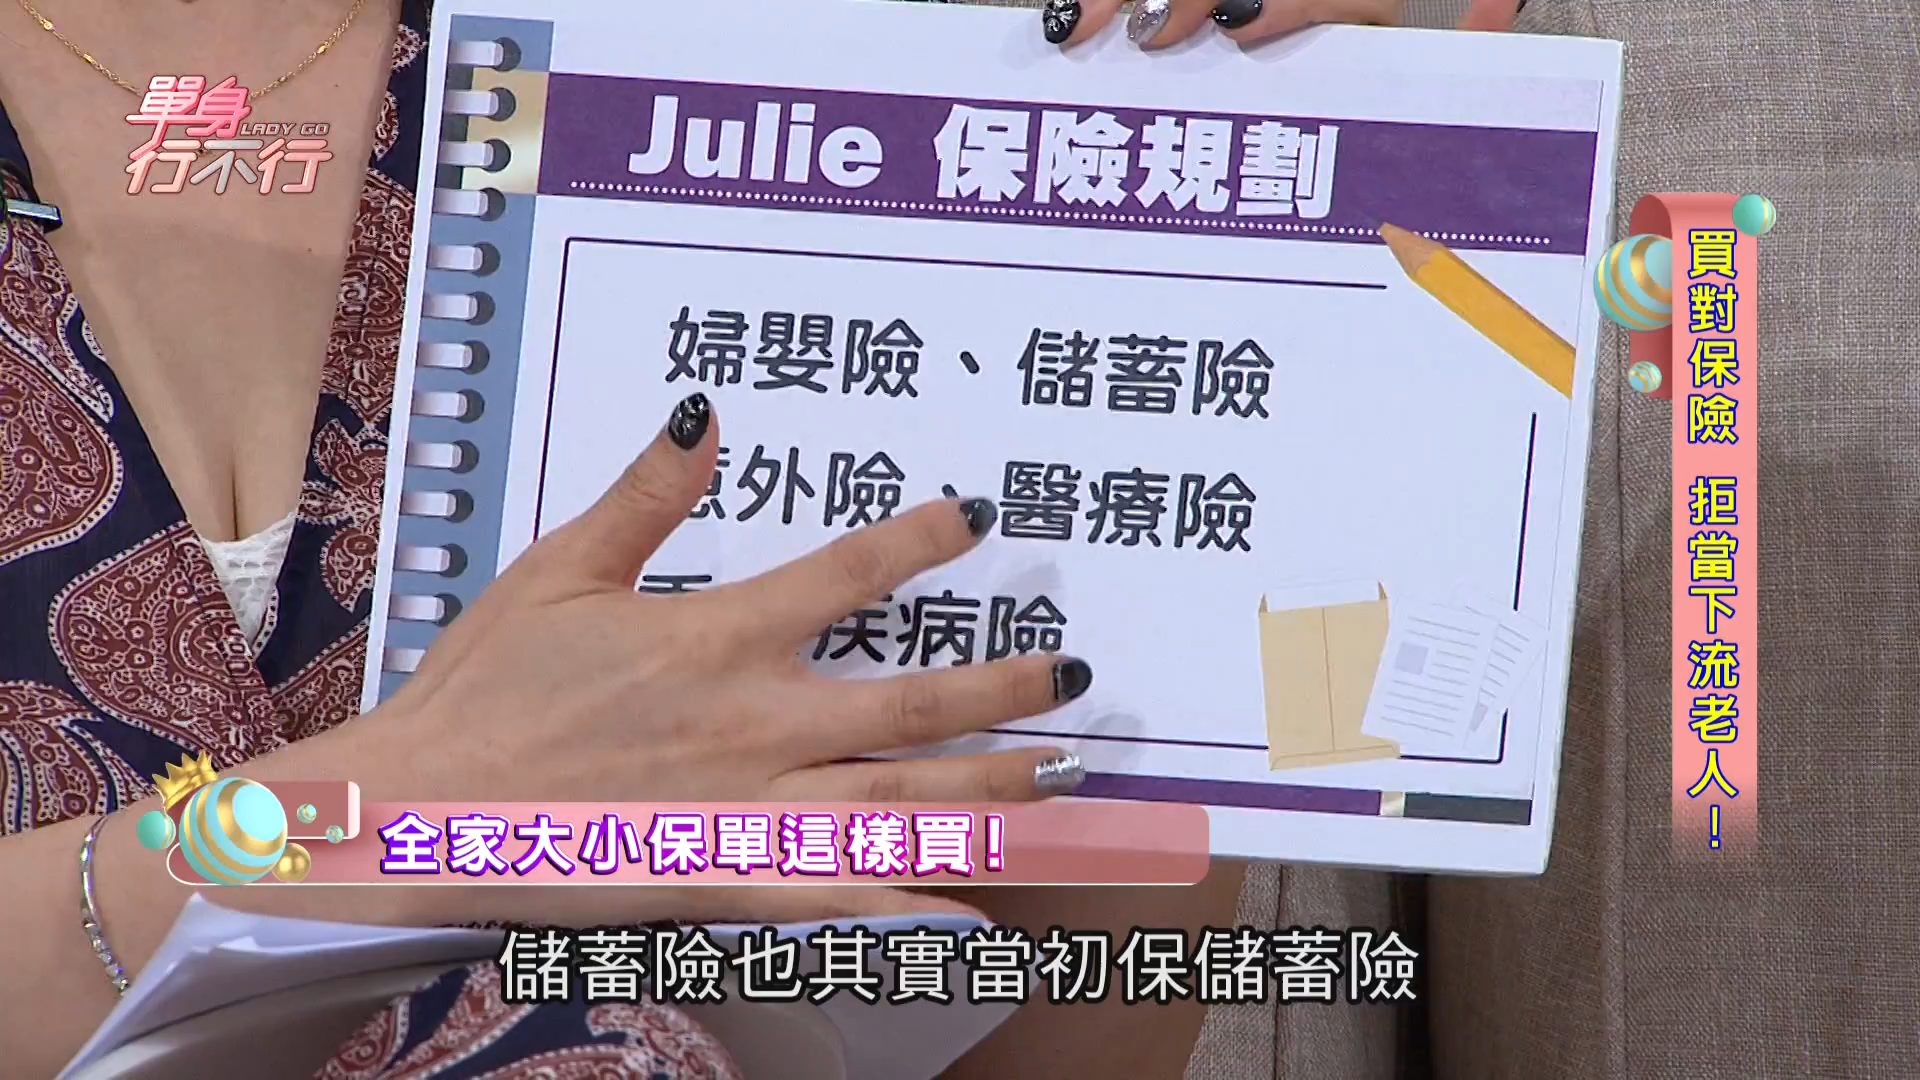 單身
LADY GO
行不行
Julie 保險規劃
婦嬰險、儲蓄險
意外險、醫療險
疾病險
買對保險 拒當下流老人！
全家大小保單這樣買！
儲蓄險也其實當初保儲蓄險